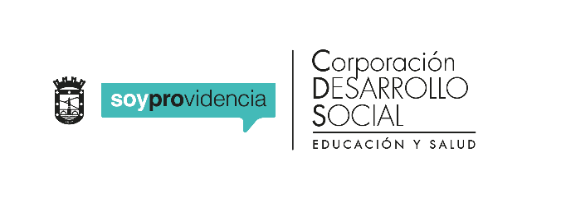 soyprovidencia
Corporación
DESARROLLO
SOCIAL
EDUCACIÓN Y SALUD